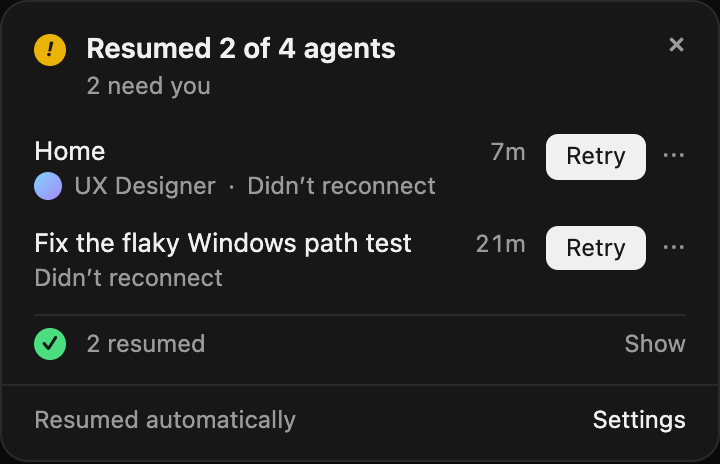 Resumed 2 of 4 agents
2 need you
Home 7m Retry ···
UX Designer · Didn’t reconnect
Fix the flaky Windows path test 21m Retry ···
Didn’t reconnect
2 resumed Show
Resumed automatically Settings